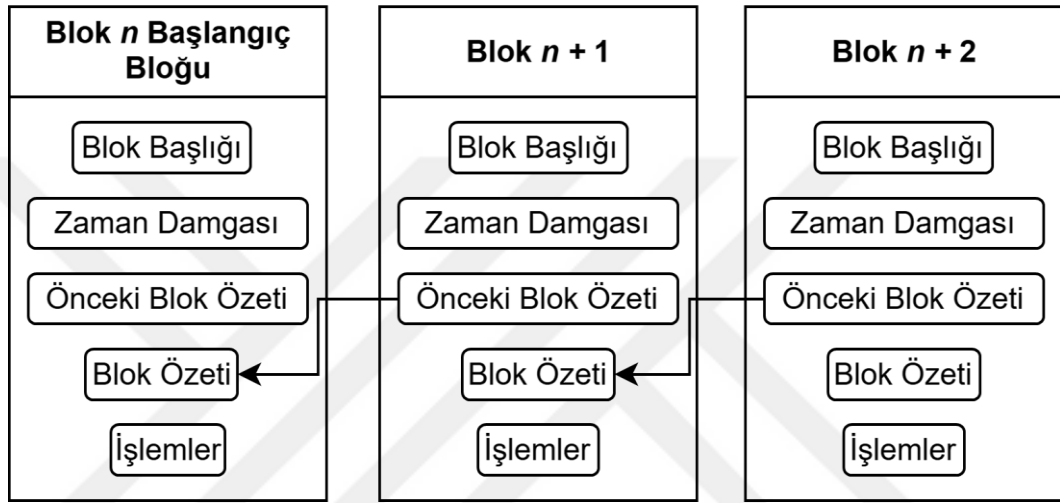 Blok n Başlangıç
Bloğu
Blok Başlığı
Zaman Damgası
Önceki Blok Özeti
Blok Özeti
İşlemler
Blok n + 1
Blok Başlığı
Zaman Damgası
Önceki Blok Özeti
Blok Özeti
İşlemler
Blok n + 2
Blok Başlığı
Zaman Damgası
Önceki Blok Özeti
Blok Özeti
İşlemler